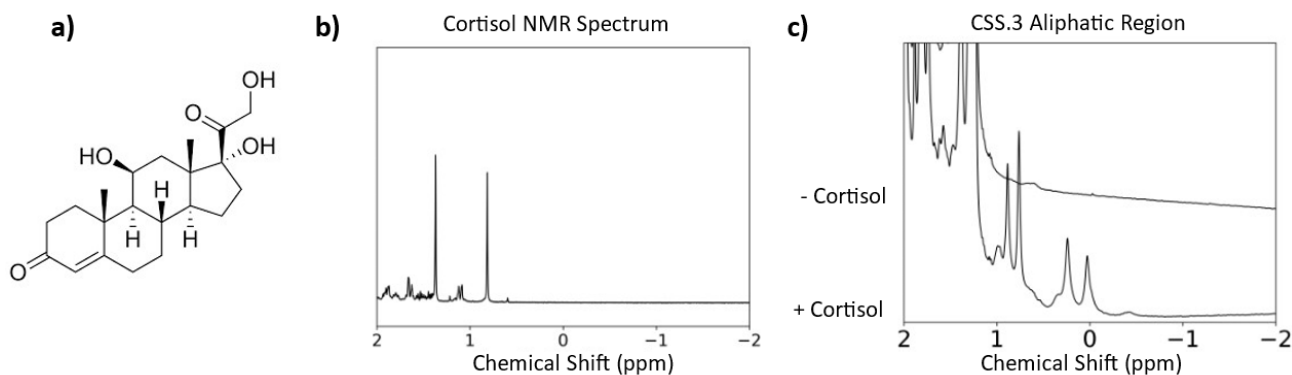 a)
OH
O
OH
HO
H
H
H
O
b)
Cortisol NMR Spectrum
2 1 0 −1 −2
Chemical Shift (ppm)
c)
CSS.3 Aliphatic Region
- Cortisol
+ Cortisol
2 1 0 −1 −2
Chemical Shift (ppm)